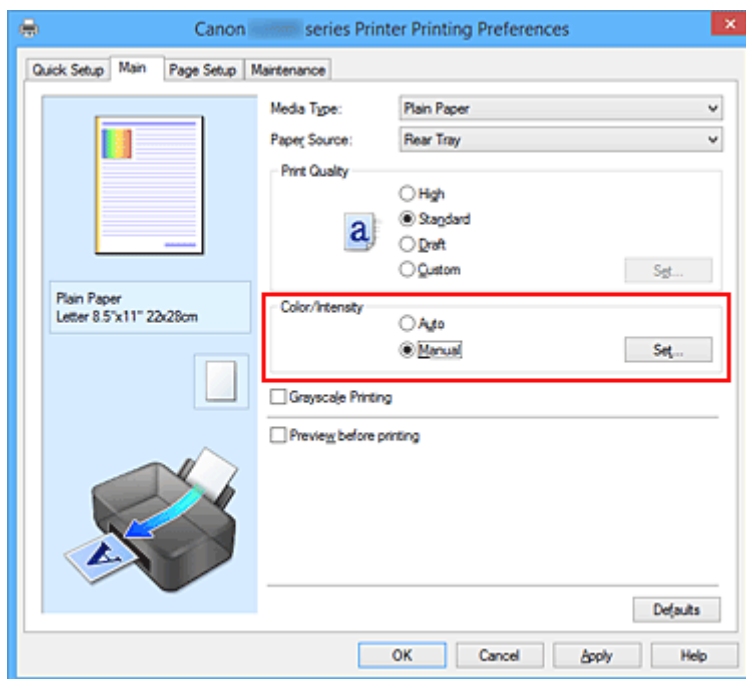 Canon series Printer Printing Preferences
Quick Setup Main Page Setup Maintenance
Media Type: Plain Paper
Paper Source: Rear Tray
Print Quality
High
a Standard
Draft
Custom Set...
Plain Paper
Letter 8.5"x11" 22x28cm
Color/Intensity
Auto
Manual Set...
Grayscale Printing
Preview before printing
A
Defaults
OK Cancel Apply Help